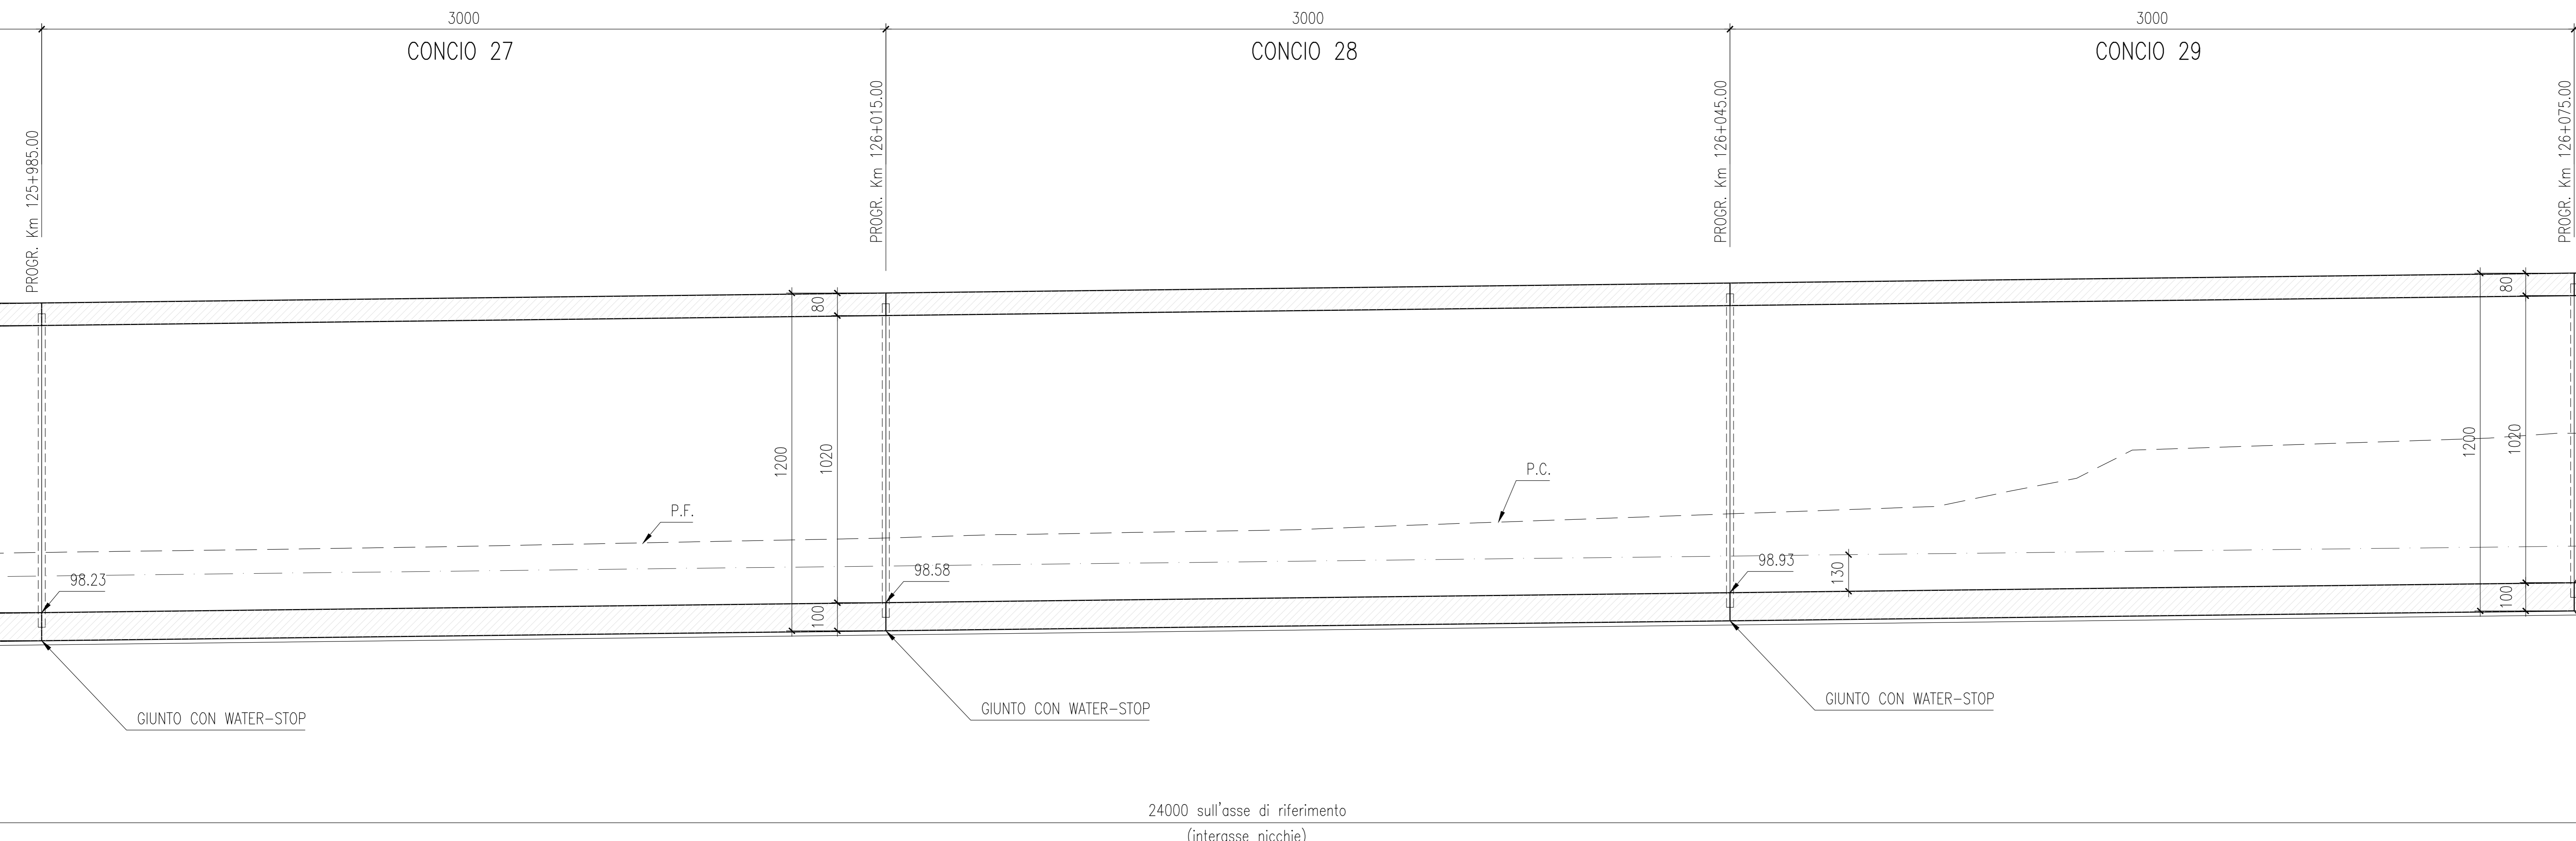 3000
3000
3000
CONCIO 27
CONCIO 28
CONCIO 29
PROGR. Km 125+985.00
PROGR. Km 126+015.00
PROGR. Km 126+045.00
PROGR. Km 126+075.00
80
80
1200
1020
1200
1020
P.F.
P.C.
98.23
98.58
98.93
130
100
100
GIUNTO CON WATER-STOP
GIUNTO CON WATER-STOP
GIUNTO CON WATER-STOP
24000 sull'asse di riferimento
(interasse nicchie)